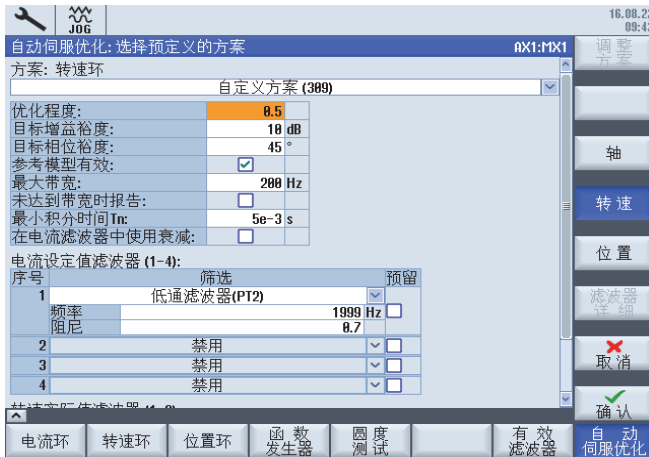 JOG
16.08.2
09:4
自动伺服优化: 选择预定义的方案 AX1:MX1
调 整
方 案
方案: 转速环
自定义方案 (309)
优化程度: 0.5
目标增益裕度: 10 dB
目标相位裕度: 45 °
参考模型有效:
最大带宽: 200 Hz
未达到带宽时报告:
最小积分时间Tn: 5e-3 s
在电流滤波器中使用衰减:
电流设定值滤波器 (1-4):
序号 筛选 预留
1 低通滤波器(PT2)
频率 1999 Hz
阻尼 0.7
2 禁用
3 禁用
4 禁用
轴
转 速
位 置
滤波器
详 细
取 消
确 认
电流环
转速环
位置环
函 数
发生器
圆 度
测 试
有 效
滤波器
自 动
伺服优化